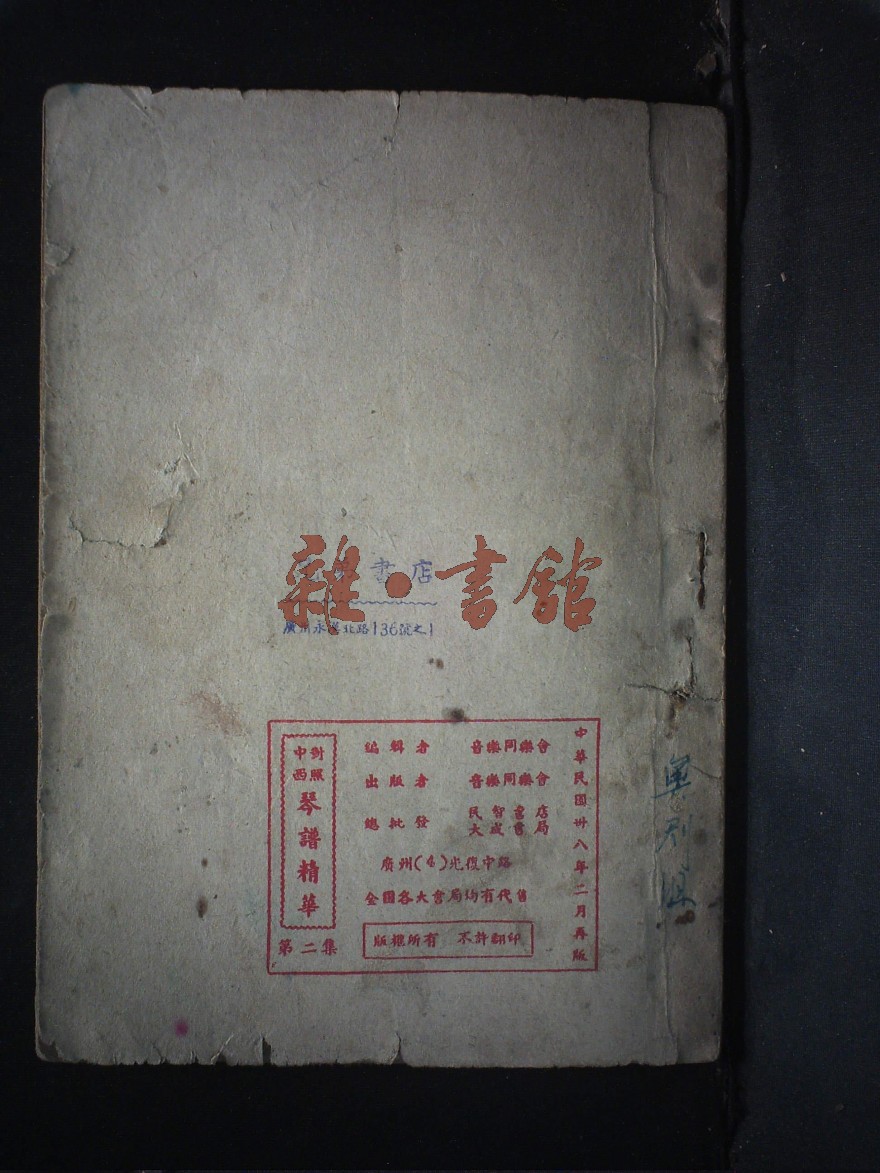 雜·書館
書店
廣州永漢北路136號之1
中華民國卅八年二月再版
編輯者 音樂同樂會
出版者 音樂同樂會
總批發 民智書店
大成書局
廣州(4)光復中路
全國各大書局均有代售
版權所有 不許翻印
中西對照
琴譜精華
第二集